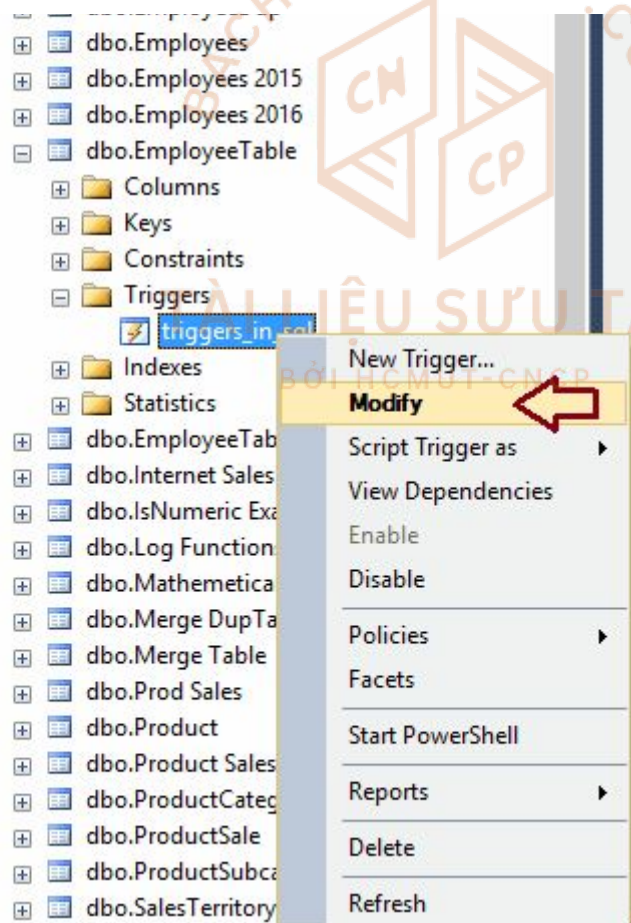 dbo.Employees
dbo.Employees 2015
dbo.Employees 2016
dbo.EmployeeTable
Columns
Keys
Constraints
Triggers
triggers_in_sql
Indexes
Statistics
dbo.EmployeeTab
dbo.Internet Sales
dbo.IsNumeric Exa
dbo.Log Function
dbo.Mathemetica
dbo.Merge DupTa
dbo.Merge Table
dbo.Prod Sales
dbo.Product
dbo.Product Sales
dbo.ProductCateg
dbo.ProductSale
dbo.ProductSubca
dbo.SalesTerritory
New Trigger...
Modify
Script Trigger as
View Dependencies
Enable
Disable
Policies
Facets
Start PowerShell
Reports
Delete
Refresh
BACH
CN
CP
TÀI LIỆU SƯU T
BỞI HCMUT-CNCP